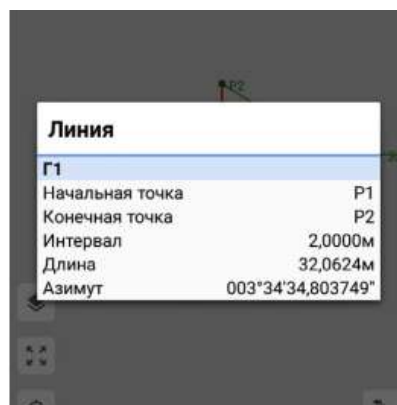 P2
Линия
Г1
Начальная точка P1
Конечная точка P2
Интервал 2,0000м
Длина 32,0624м
Азимут 003°34'34,803749"